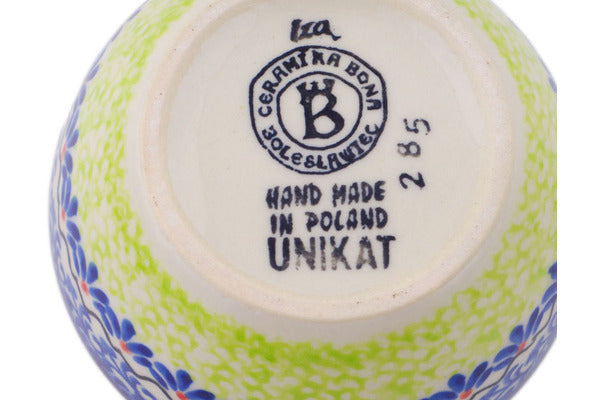 Iza
CERAMIKA BONA
BOLESŁAWIEC
B
285
HAND MADE
IN POLAND
UNIKAT